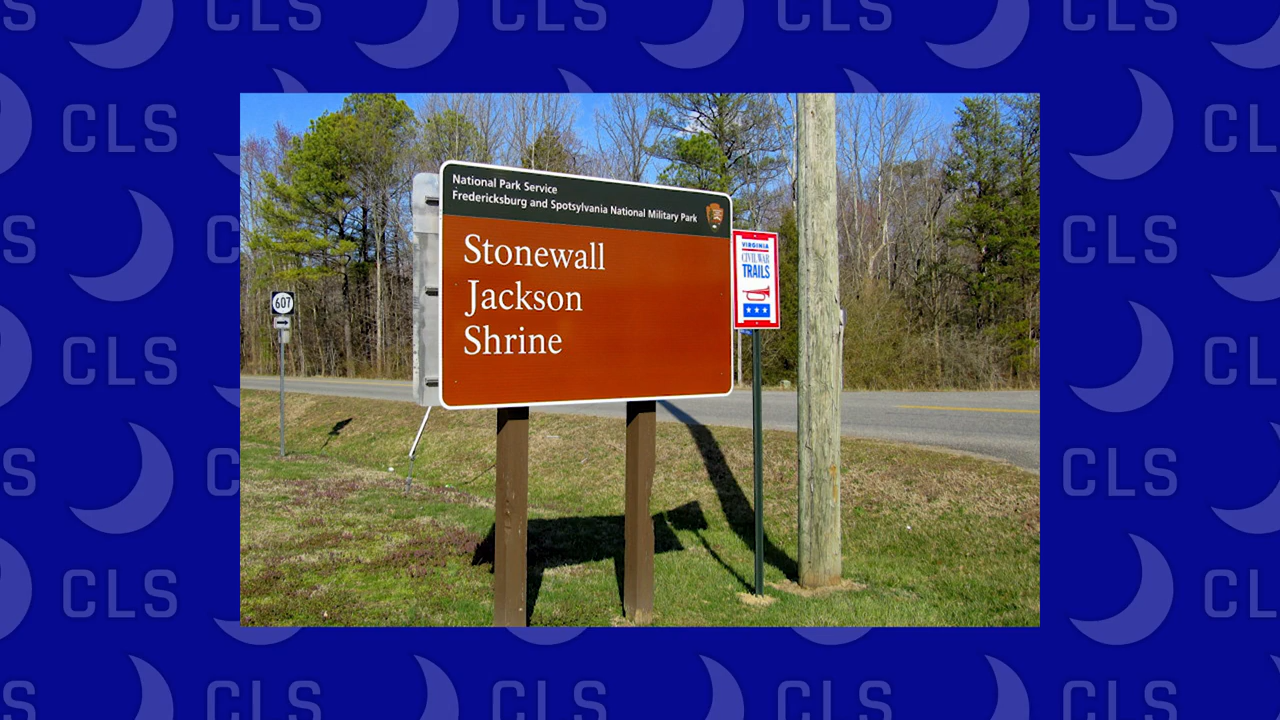 National Park Service
Fredericksburg and Spotsylvania National Military Park
Stonewall
Jackson
Shrine
VIRGINIA
CIVIL WAR
TRAILS
607
CLS